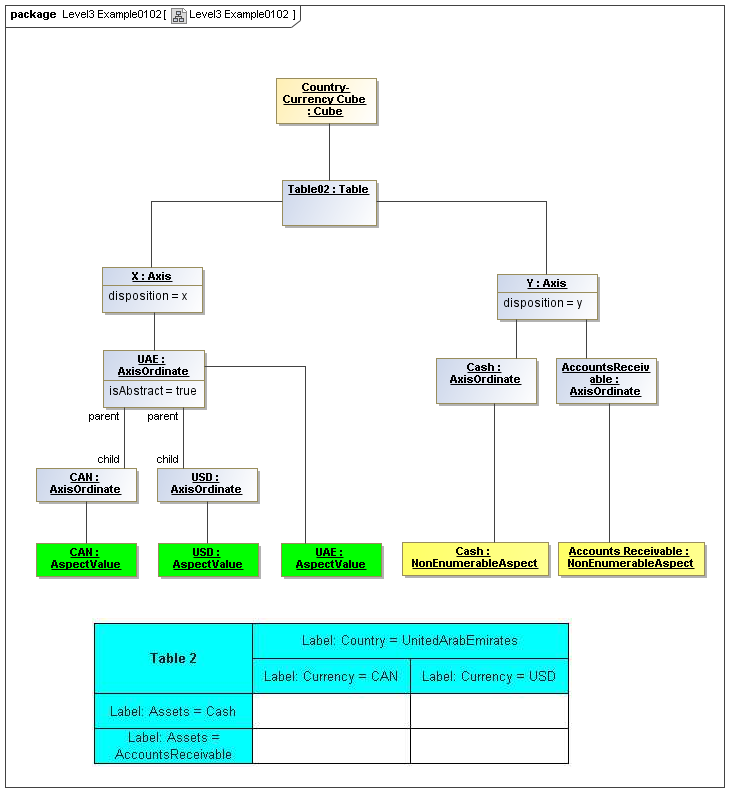 package Level3 Example0102 [ Level3 Example0102 ]
Country-
Currency Cube
: Cube
Table02 : Table
X : Axis
disposition = x
Y : Axis
disposition = y
UAE :
AxisOrdinate
isAbstract = true
Cash :
AxisOrdinate
AccountsReceiv
able :
AxisOrdinate
parent
parent
child
child
CAN :
AxisOrdinate
USD :
AxisOrdinate
CAN :
AspectValue
USD :
AspectValue
UAE :
AspectValue
Cash :
NonEnumerableAspect
Accounts Receivable :
NonEnumerableAspect
Table 2
Label: Country = UnitedArabEmirates
Label: Currency = CAN
Label: Currency = USD
Label: Assets = Cash
Label: Assets =
AccountsReceivable